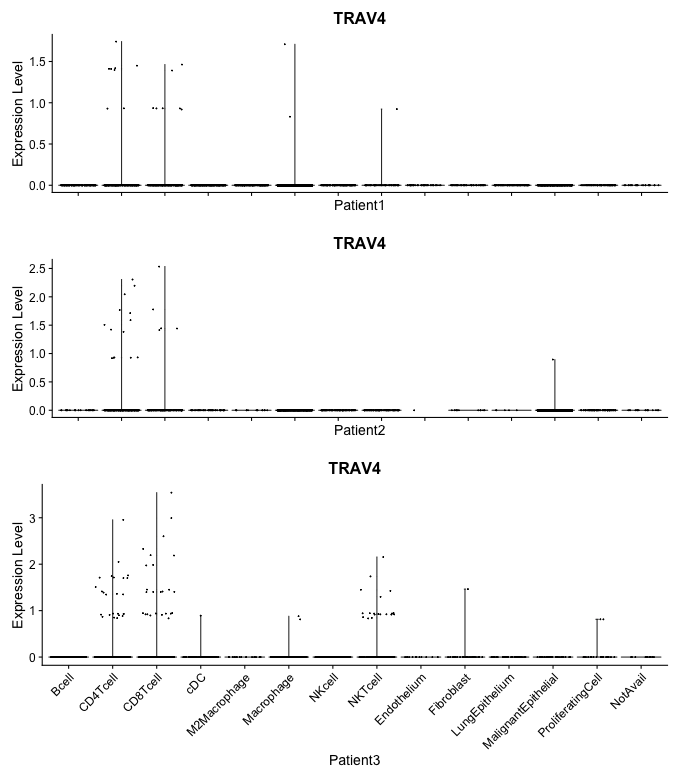 TRAV4
Expression Level
1.5
1.0
0.5
0.0
Patient1
TRAV4
Expression Level
2.5
2.0
1.5
1.0
0.5
0.0
Patient2
TRAV4
Expression Level
3
2
1
0
Bcell
CD4Tcell
CD8Tcell
cDC
M2Macrophage
Macrophage
NKcell
NKTcell
Endothelium
Fibroblast
LungEpithelium
MalignantEpithelial
ProliferatingCell
NotAvail
Patient3